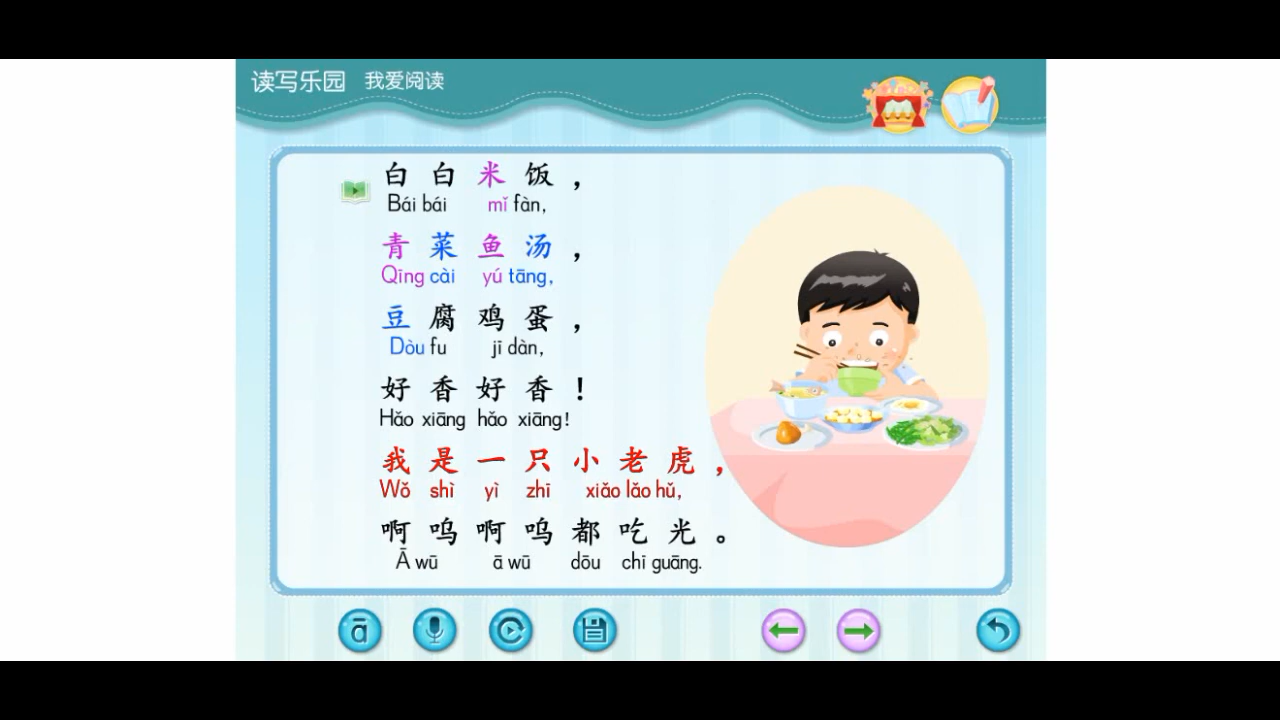 读写乐园 我爱阅读
白白米饭，
Bái bái mǐ fàn,
青菜鱼汤，
Qīng cài yú tāng,
豆腐鸡蛋，
Dòu fu jī dàn,
好香好香！
Hǎo xiāng hǎo xiāng!
我是一只小老虎，
Wǒ shì yì zhī xiǎo lǎo hǔ,
啊呜啊呜都吃光。
Ā wū ā wū dōu chī guāng.
ā